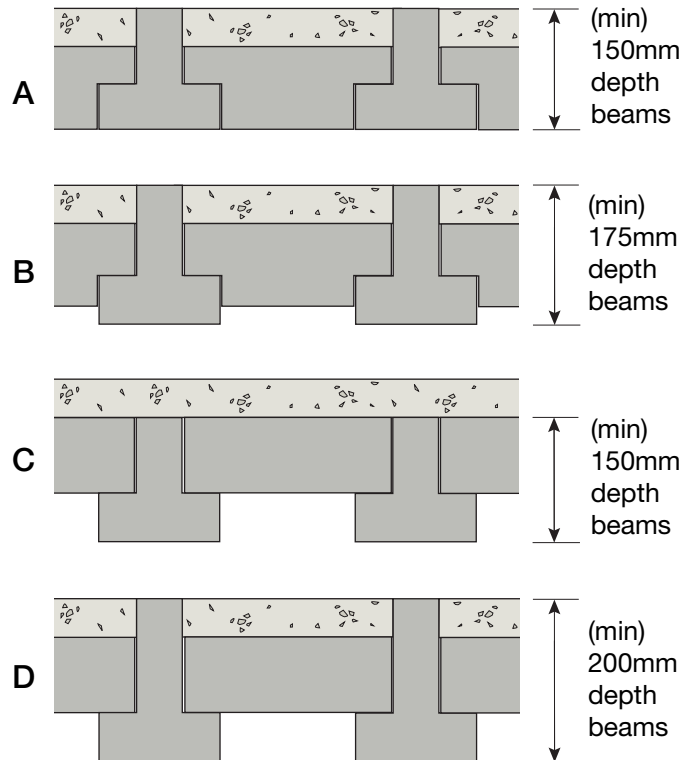 A
(min)
150mm
depth
beams
B
(min)
175mm
depth
beams
C
(min)
150mm
depth
beams
D
(min)
200mm
depth
beams